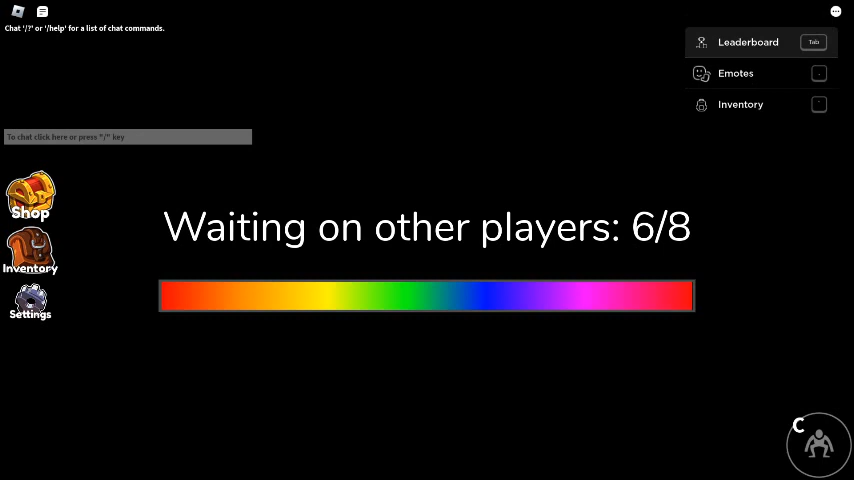 Chat '/?' or '/help' for a list of chat commands.
Leaderboard Tab
Emotes
Inventory
To chat click here or press "/" key
Shop
Waiting on other players: 6/8
Inventory
Settings
C